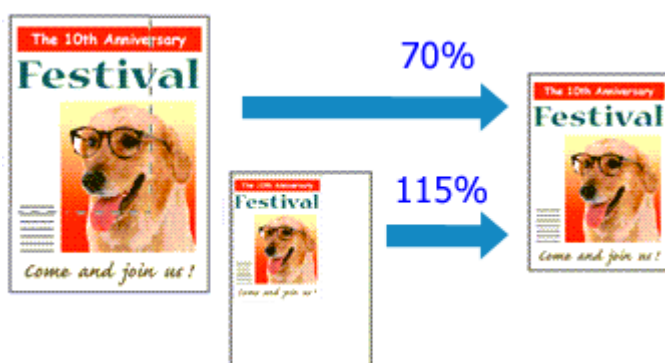 The 10th Anniversary
Festival
Come and join us !
70%
The 10th Anniversary
Festival
Come and join us !
115%
The 10th Anniversary
Festival
Come and join us !